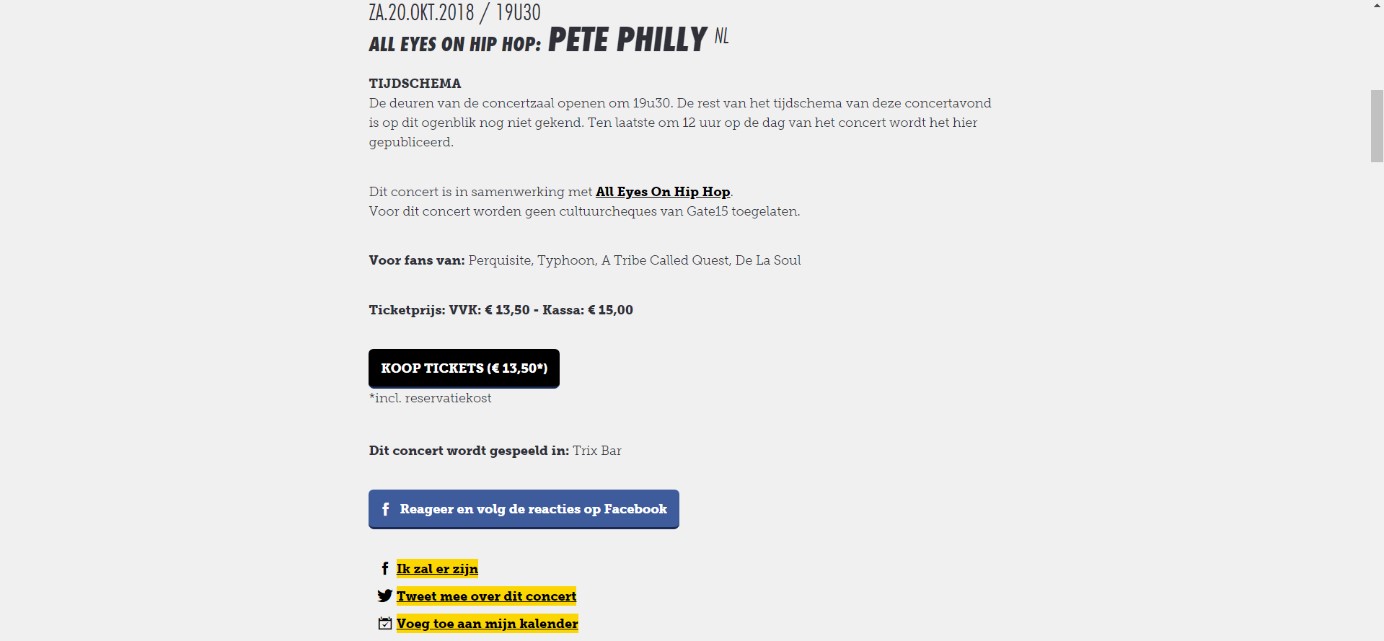 ZA.20.OKT.2018 / 19U30
ALL EYES ON HIP HOP: PETE PHILLY NL
TIJDSCHEMA
De deuren van de concertzaal openen om 19u30. De rest van het tijdschema van deze concertavond
is op dit ogenblik nog niet gekend. Ten laatste om 12 uur op de dag van het concert wordt het hier
gepubliceerd.
Dit concert is in samenwerking met All Eyes On Hip Hop.
Voor dit concert worden geen cultuurcheques van Gate15 toegelaten.
Voor fans van: Perquisite, Typhoon, A Tribe Called Quest, De La Soul
Ticketprijs: VVK: € 13,50 - Kassa: € 15,00
KOOP TICKETS (€ 13,50*)
*incl. reservatiekost
Dit concert wordt gespeeld in: Trix Bar
Reageer en volg de reacties op Facebook
Ik zal er zijn
Tweet mee over dit concert
Voeg toe aan mijn kalender